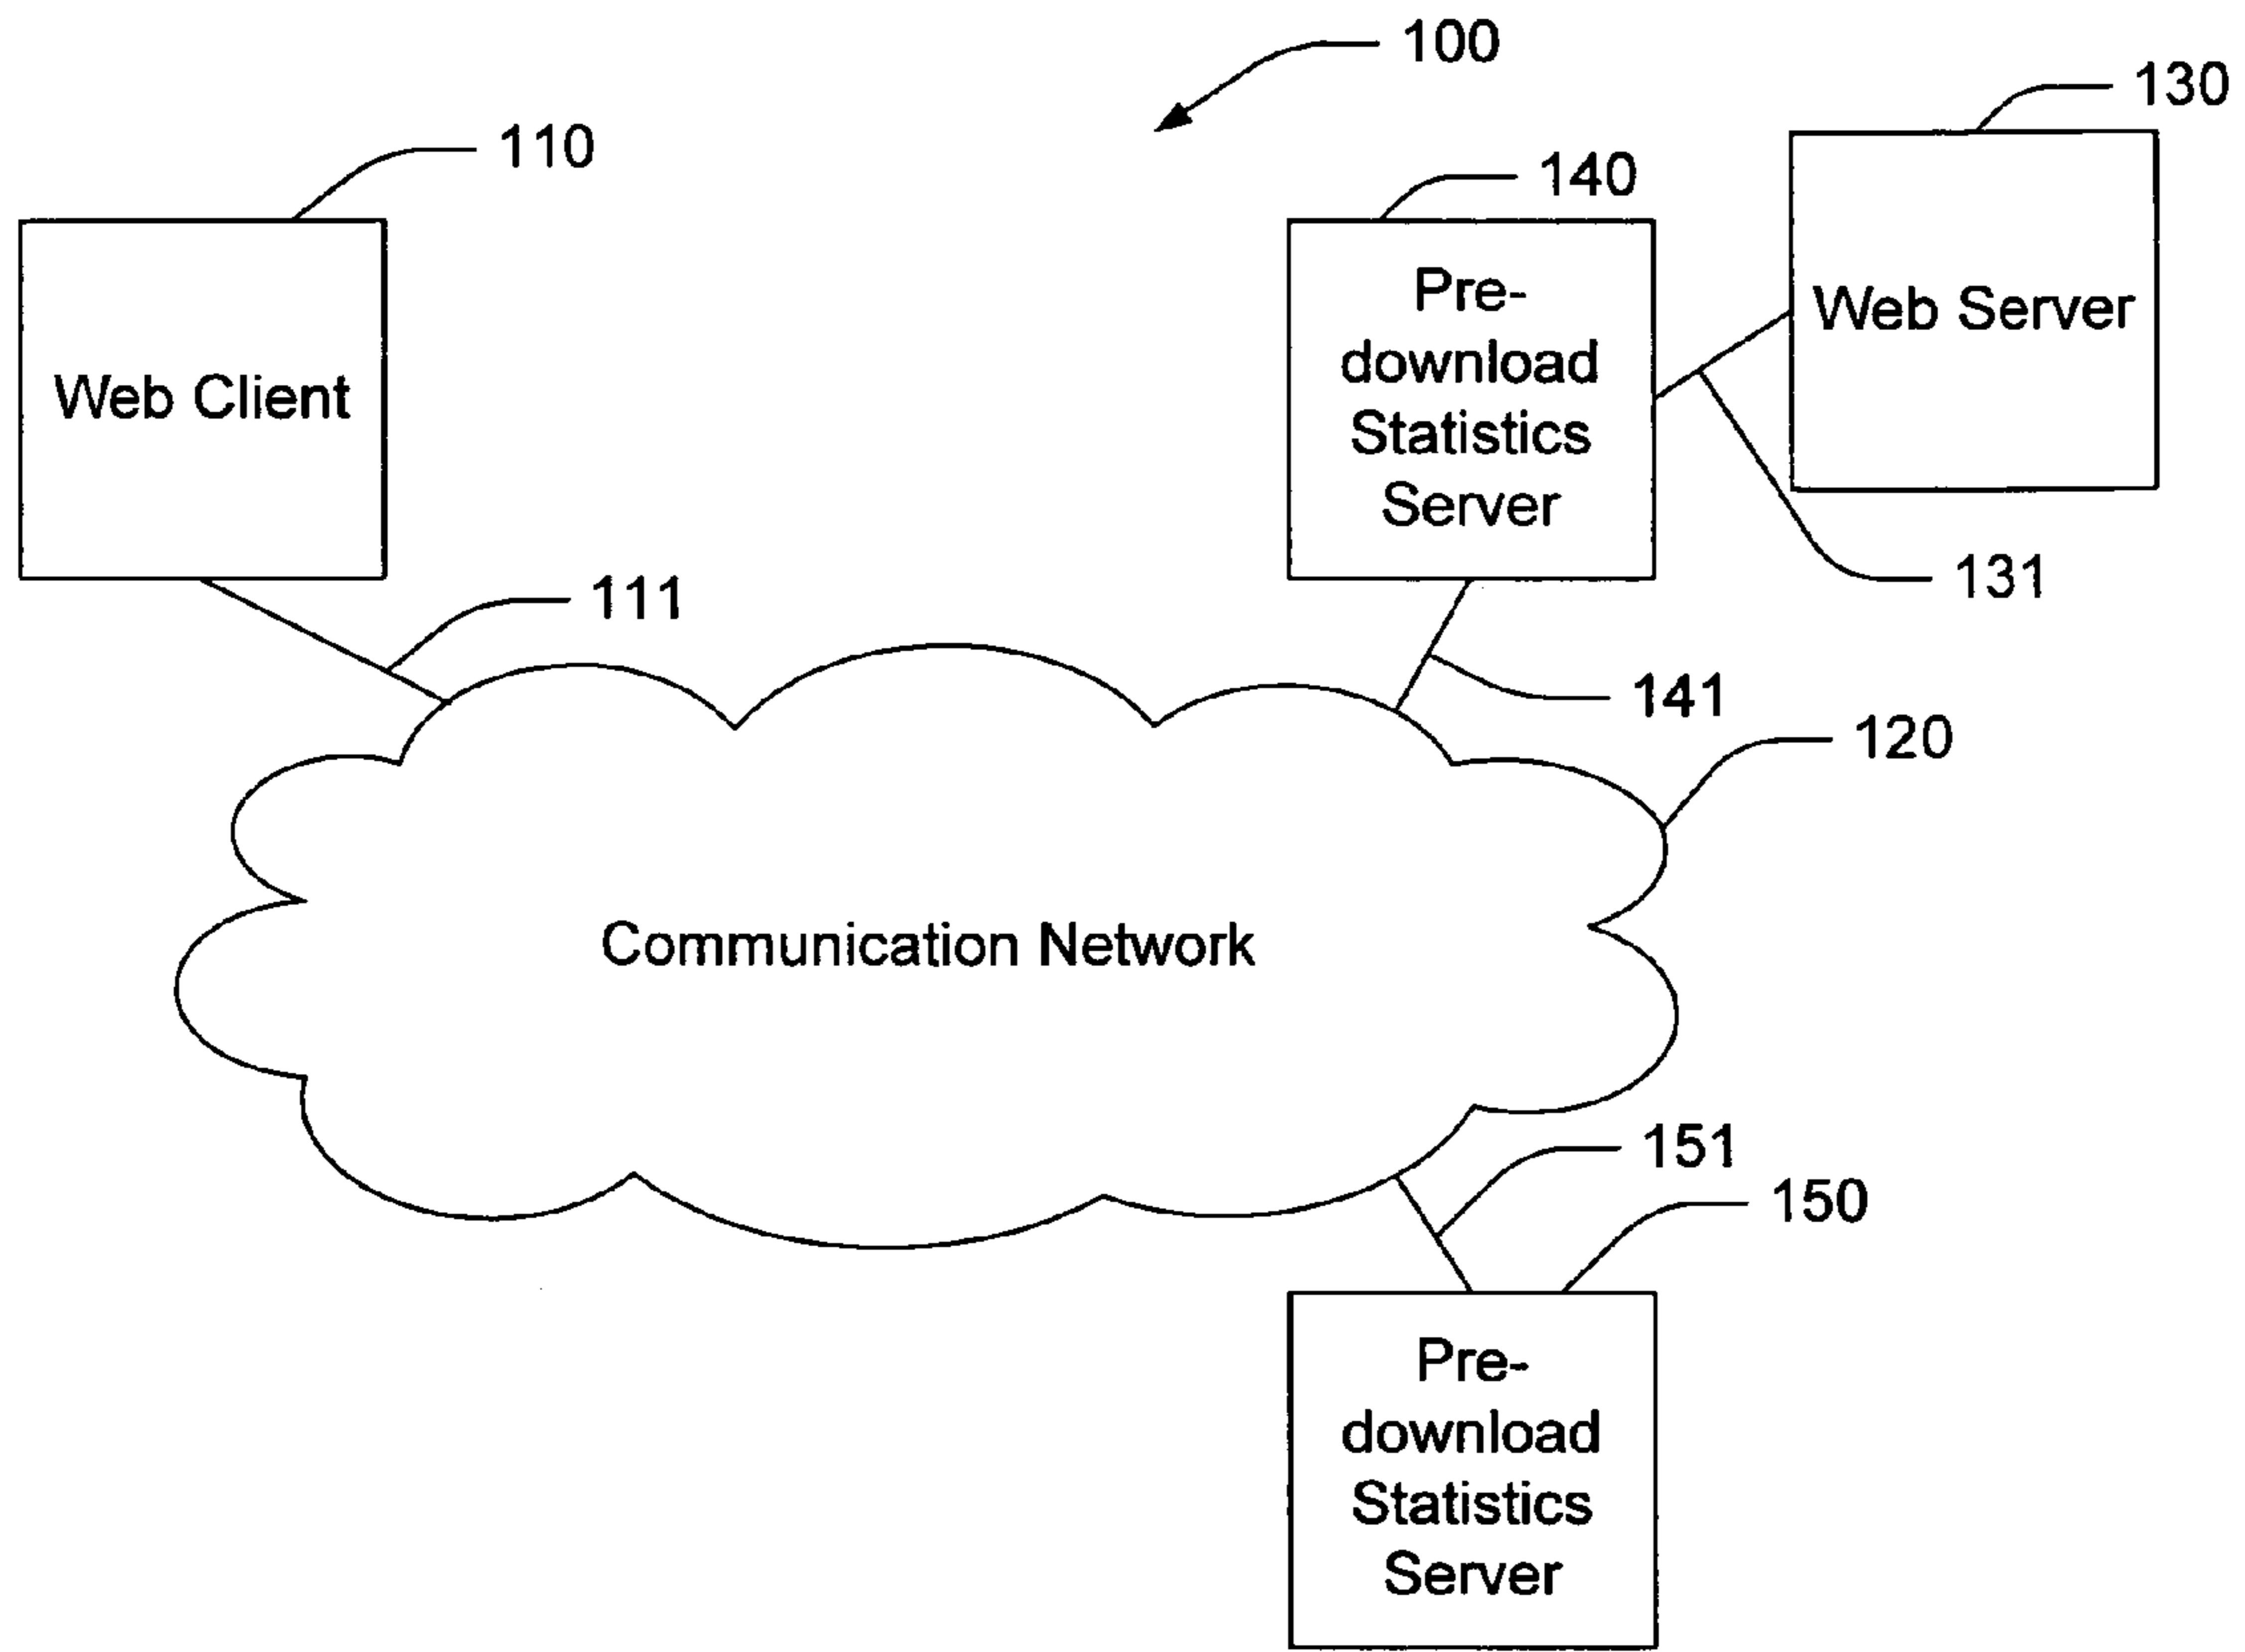 100
130
110
140
Pre-
download
Statistics
Server
Web Server
Web Client
131
111
141
120
Communication Network
151
150
Pre-
download
Statistics
Server